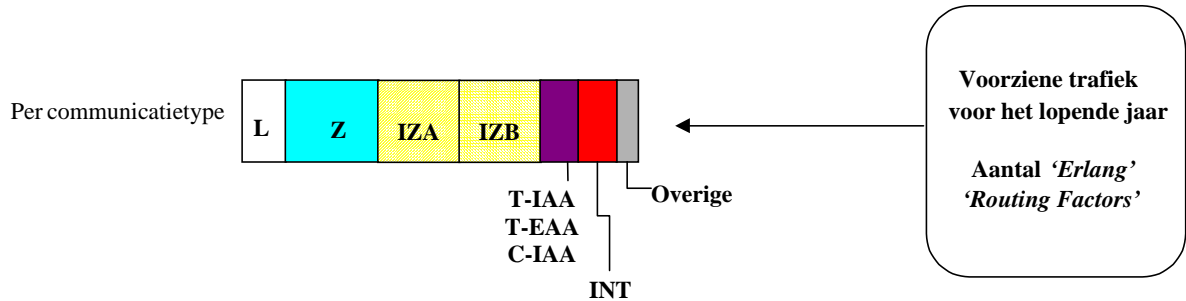 Per communicatietype
L
Z
IZA
IZB
T-IAA
T-EAA
C-IAA
INT
Overige
Voorziene trafiek
voor het lopende jaar
Aantal ‘Erlang’
‘Routing Factors’